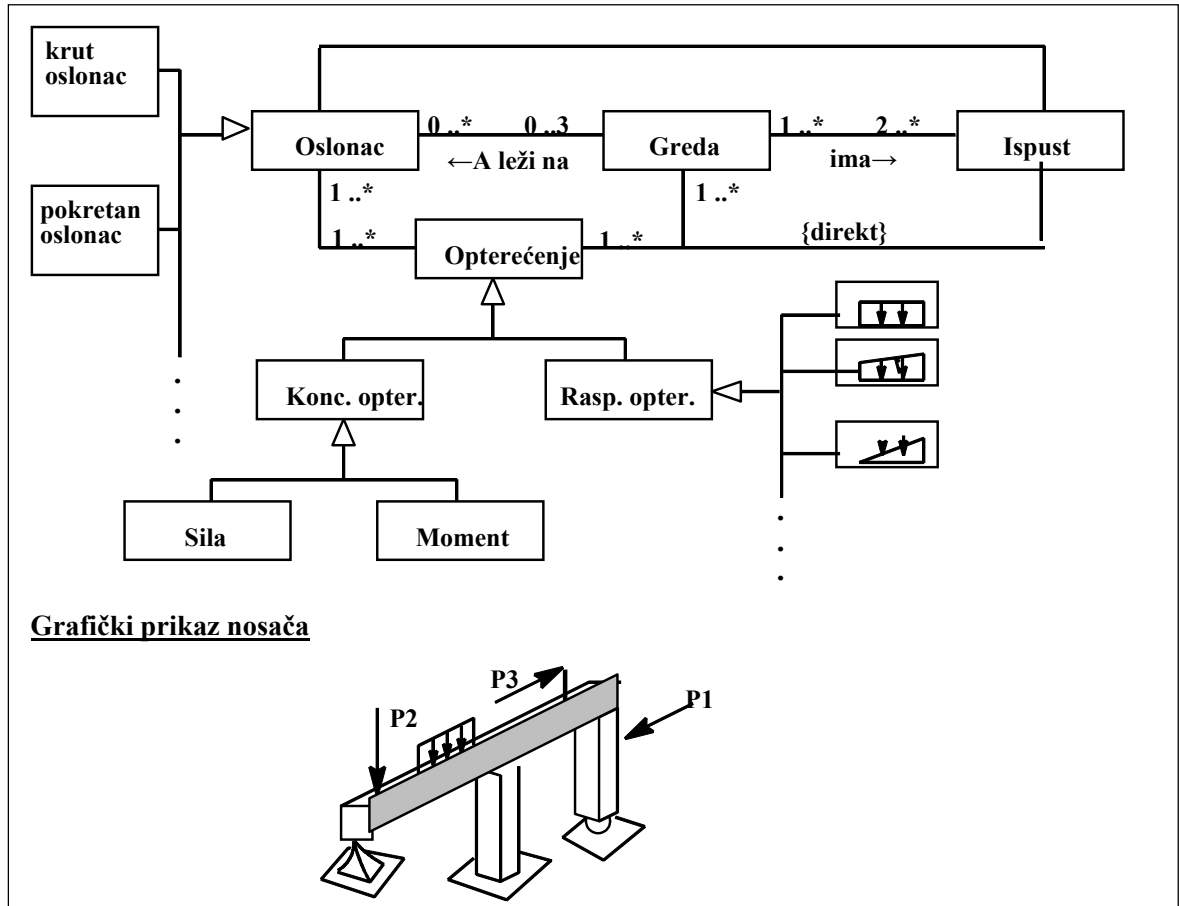 krut
oslonac
Oslonac
0 ..*
0 ..3
Greda
1 ..*
2 ..*
Ispust
←A leži na
ima→
pokretan
oslonac
1 ..*
1 ..*
1 ..*
Opterećenje
1 ..*
{direkt}
Konc. opter.
Rasp. opter.
Sila
Moment
Grafički prikaz nosača
P3
P1
P2